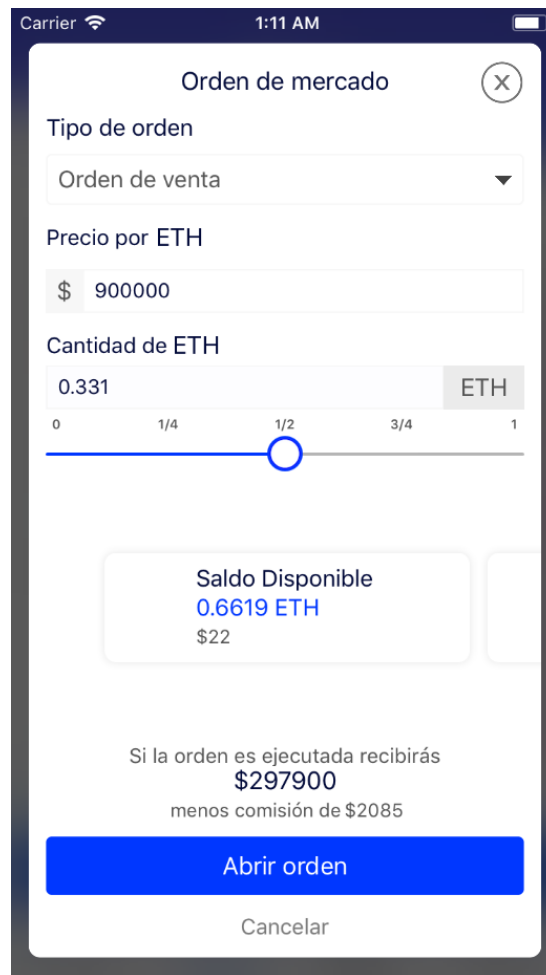 Carrier 1:11 AM
Orden de mercado
X
Tipo de orden
Orden de venta
Precio por ETH
$ 900000
Cantidad de ETH
0.331 ETH
0 1/4 1/2 3/4 1
Saldo Disponible
0.6619 ETH
$22
Si la orden es ejecutada recibirás
$297900
menos comisión de $2085
Abrir orden
Cancelar